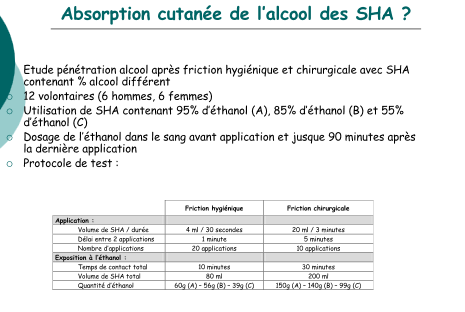 Absorption cutanée de l'alcool des SHA ?
Etude pénétration alcool après friction hygiénique et chirurgicale avec SHA
contenant % alcool différent
12 volontaires (6 hommes, 6 femmes)
Utilisation de SHA contenant 95% d'éthanol (A), 85% d'éthanol (B) et 55%
d'éthanol (C)
Dosage de l'éthanol dans le sang avant application et jusque 90 minutes après
la dernière application
Protocole de test :
Friction hygiénique Friction chirurgicale
Application :
Volume de SHA / durée 4 ml / 30 secondes 20 ml / 3 minutes
Délai entre 2 applications 1 minute 5 minutes
Nombre d'applications 20 applications 10 applications
Exposition à l'éthanol :
Temps de contact total 10 minutes 30 minutes
Volume de SHA total 80 ml 200 ml
Quantité d'éthanol 60g (A) – 56g (B) – 39g (C) 150g (A) – 140g (B) – 99g (C)